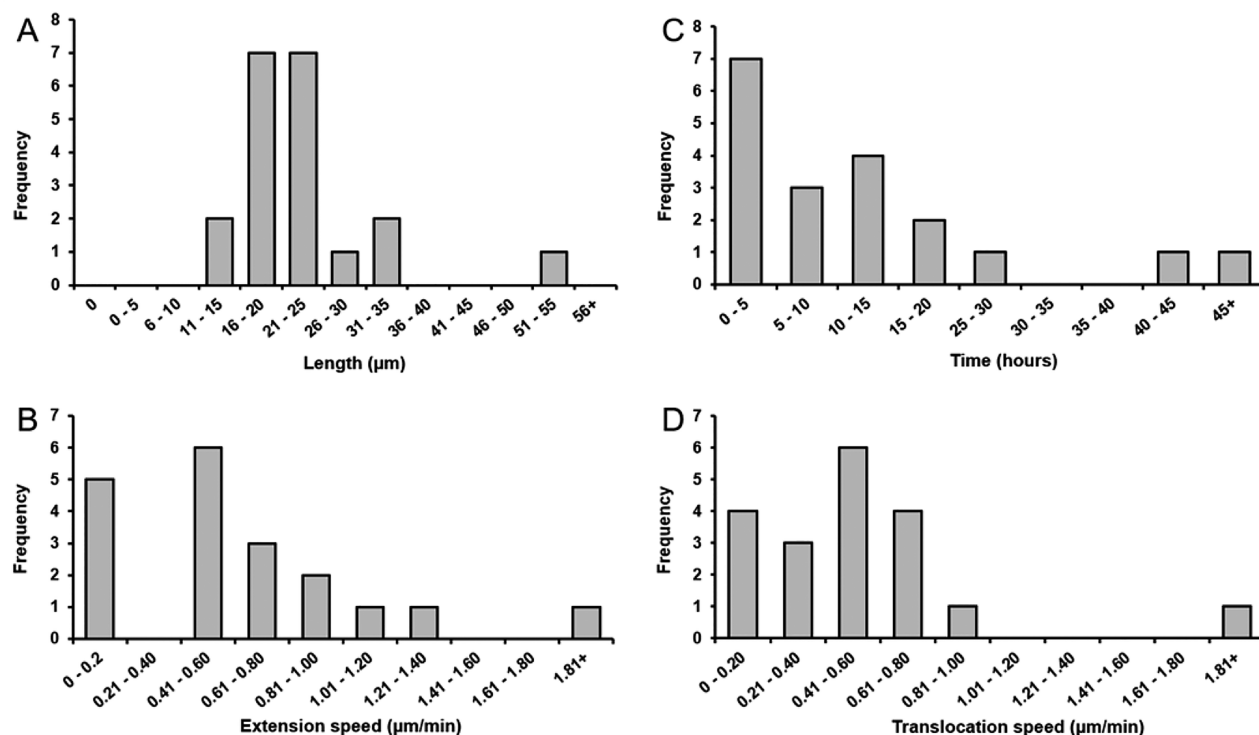 A
Frequency
8
7
6
5
4
3
2
1
0
0
0 - 5
6 - 10
11 - 15
16 - 20
21 - 25
26 - 30
31 - 35
36 - 40
41 - 45
46 - 50
51 - 55
56+
Length (µm)
C
Frequency
8
7
6
5
4
3
2
1
0
0 - 5
5 - 10
10 - 15
15 - 20
25 - 30
30 - 35
35 - 40
40 - 45
45+
Time (hours)
B
Frequency
7
6
5
4
3
2
1
0
0 - 0.2
0.21 - 0.40
0.41 - 0.60
0.61 - 0.80
0.81 - 1.00
1.01 - 1.20
1.21 - 1.40
1.41 - 1.60
1.61 - 1.80
1.81+
Extension speed (µm/min)
D
Frequency
7
6
5
4
3
2
1
0
0 - 0.20
0.21 - 0.40
0.41 - 0.60
0.61 - 0.80
0.81 - 1.00
1.01 - 1.20
1.21 - 1.40
1.41 - 1.60
1.61 - 1.80
1.81+
Translocation speed (µm/min)